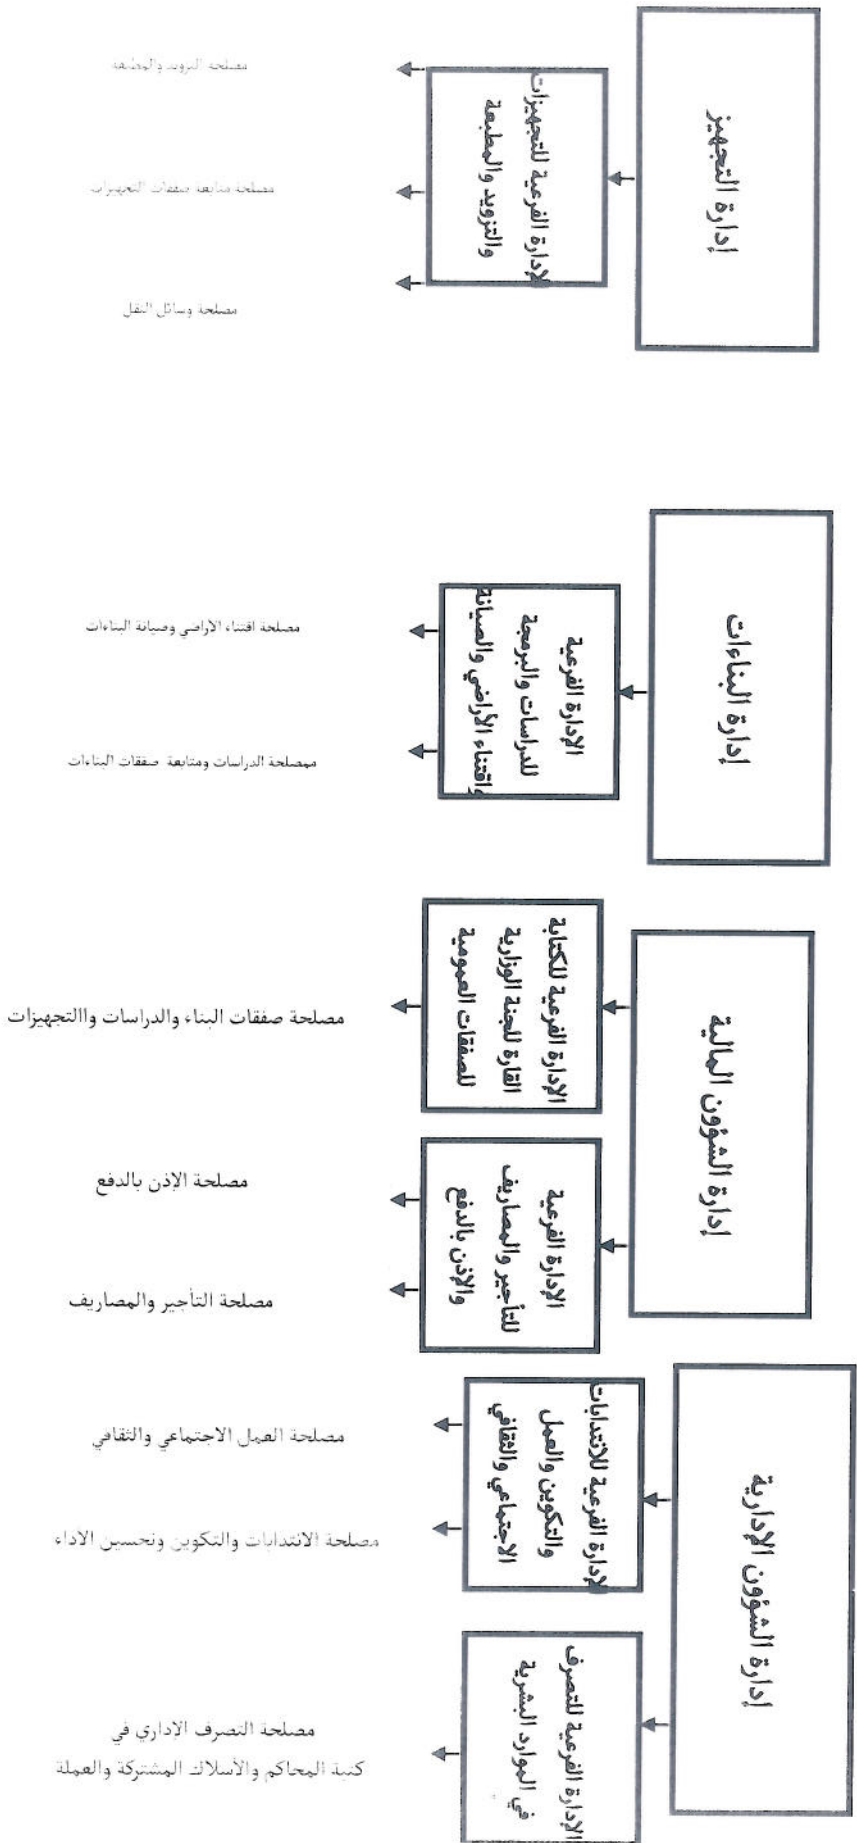 إدارة التجهيز
الإدارة الفرعية للتجهيزات
والتزويد والمطبعة
مصلحة التزويد والمطبعة
مصلحة متابعة صفقات التجهيزات
مصلحة وسائل النقل
إدارة البناءات
الإدارة الفرعية
للدراسات والبرمجة
واقتناء الأراضي والصيانة
مصلحة اقتناء الأراضي وصيانة البناءات
ممصلحة الدراسات ومتابعة صفقات البناءات
إدارة الشؤون المالية
الإدارة الفرعية للكتابة
القارة للجنة الوزارية
للصفقات العمومية
مصلحة صفقات البناء والدراسات واالتجهيزات
الإدارة الفرعية
للتأجير والمصاريف
والإذن بالدفع
مصلحة الإذن بالدفع
مصلحة التأجير والمصاريف
إدارة الشؤون الإدارية
الإدارة الفرعية للانتدابات
والتكوين والعمل
الاجتماعي والثقافي
مصلحة العمل الاجتماعي والثقافي
مصلحة الانتدابات والتكوين وتحسين الاداء
الإدارة الفرعية للتصرف
في الموارد البشرية
مصلحة التصرف الإداري في
كتبة المحاكم والأسلاك المشتركة والعملة